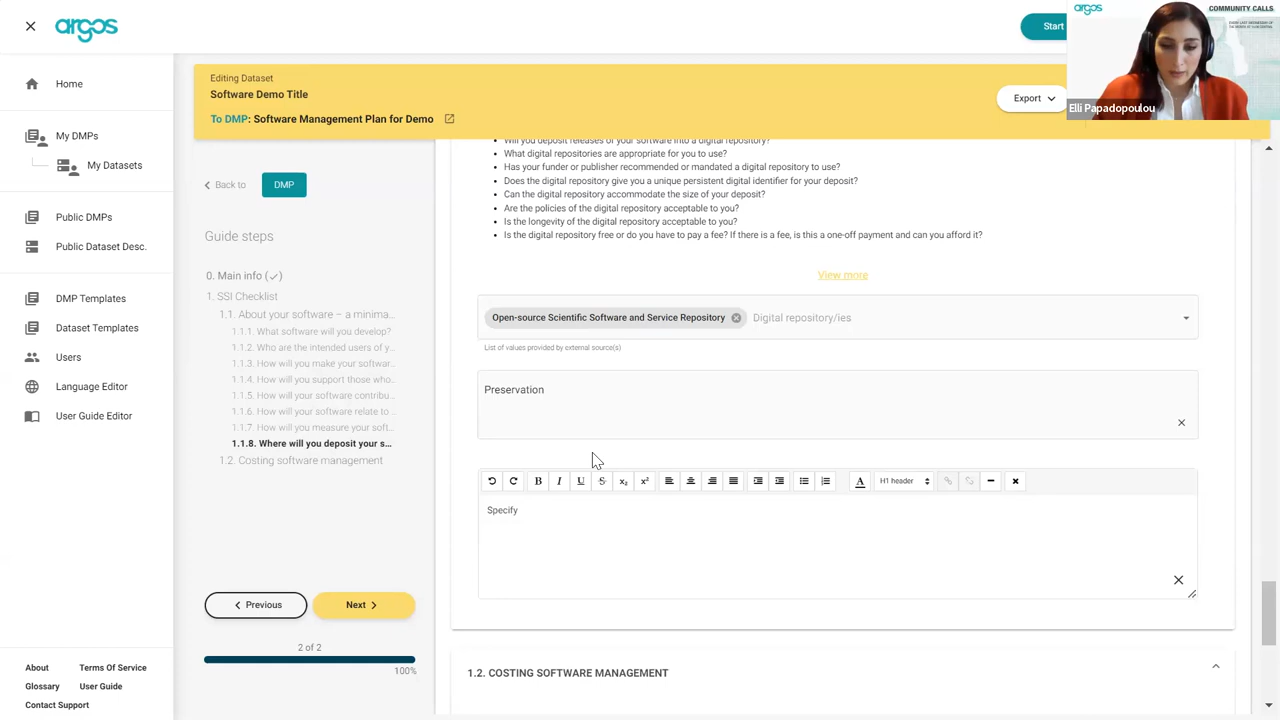 argos
Start
argos
COMMUNITY CALLS
Elli Papadopoulou
Home
My DMPs
My Datasets
Public DMPs
Public Dataset Desc.
DMP Templates
Dataset Templates
Users
Language Editor
User Guide Editor
About
Terms Of Service
Glossary
User Guide
Contact Support
Editing Dataset
Software Demo Title
To DMP: Software Management Plan for Demo
Export
Back to
DMP
Guide steps
0. Main info (✓)
1. SSI Checklist
1.1. About your software – a minima...
1.1.1. What software will you develop?
1.1.2. Who are the intended users of y...
1.1.3. How will you make your softwar...
1.1.4. How will you support those who...
1.1.5. How will your software contribu...
1.1.6. How will your software relate to ...
1.1.7. How will you measure your soft...
1.1.8. Where will you deposit your s...
1.2. Costing software management
Previous
Next
2 of 2
100%
Will you deposit releases of your software into a digital repository?
• What digital repositories are appropriate for you to use?
• Has your funder or publisher recommended or mandated a digital repository to use?
• Does the digital repository give you a unique persistent digital identifier for your deposit?
• Can the digital repository accommodate the size of your deposit?
• Are the policies of the digital repository acceptable to you?
• Is the longevity of the digital repository acceptable to you?
• Is the digital repository free or do you have to pay a fee? If there is a fee, is this a one-off payment and can you afford it?
View more
Open-source Scientific Software and Service Repository
Digital repository/ies
List of values provided by external source(s)
Preservation
B I U S x₂ x² A H1 header
Specify
1.2. COSTING SOFTWARE MANAGEMENT